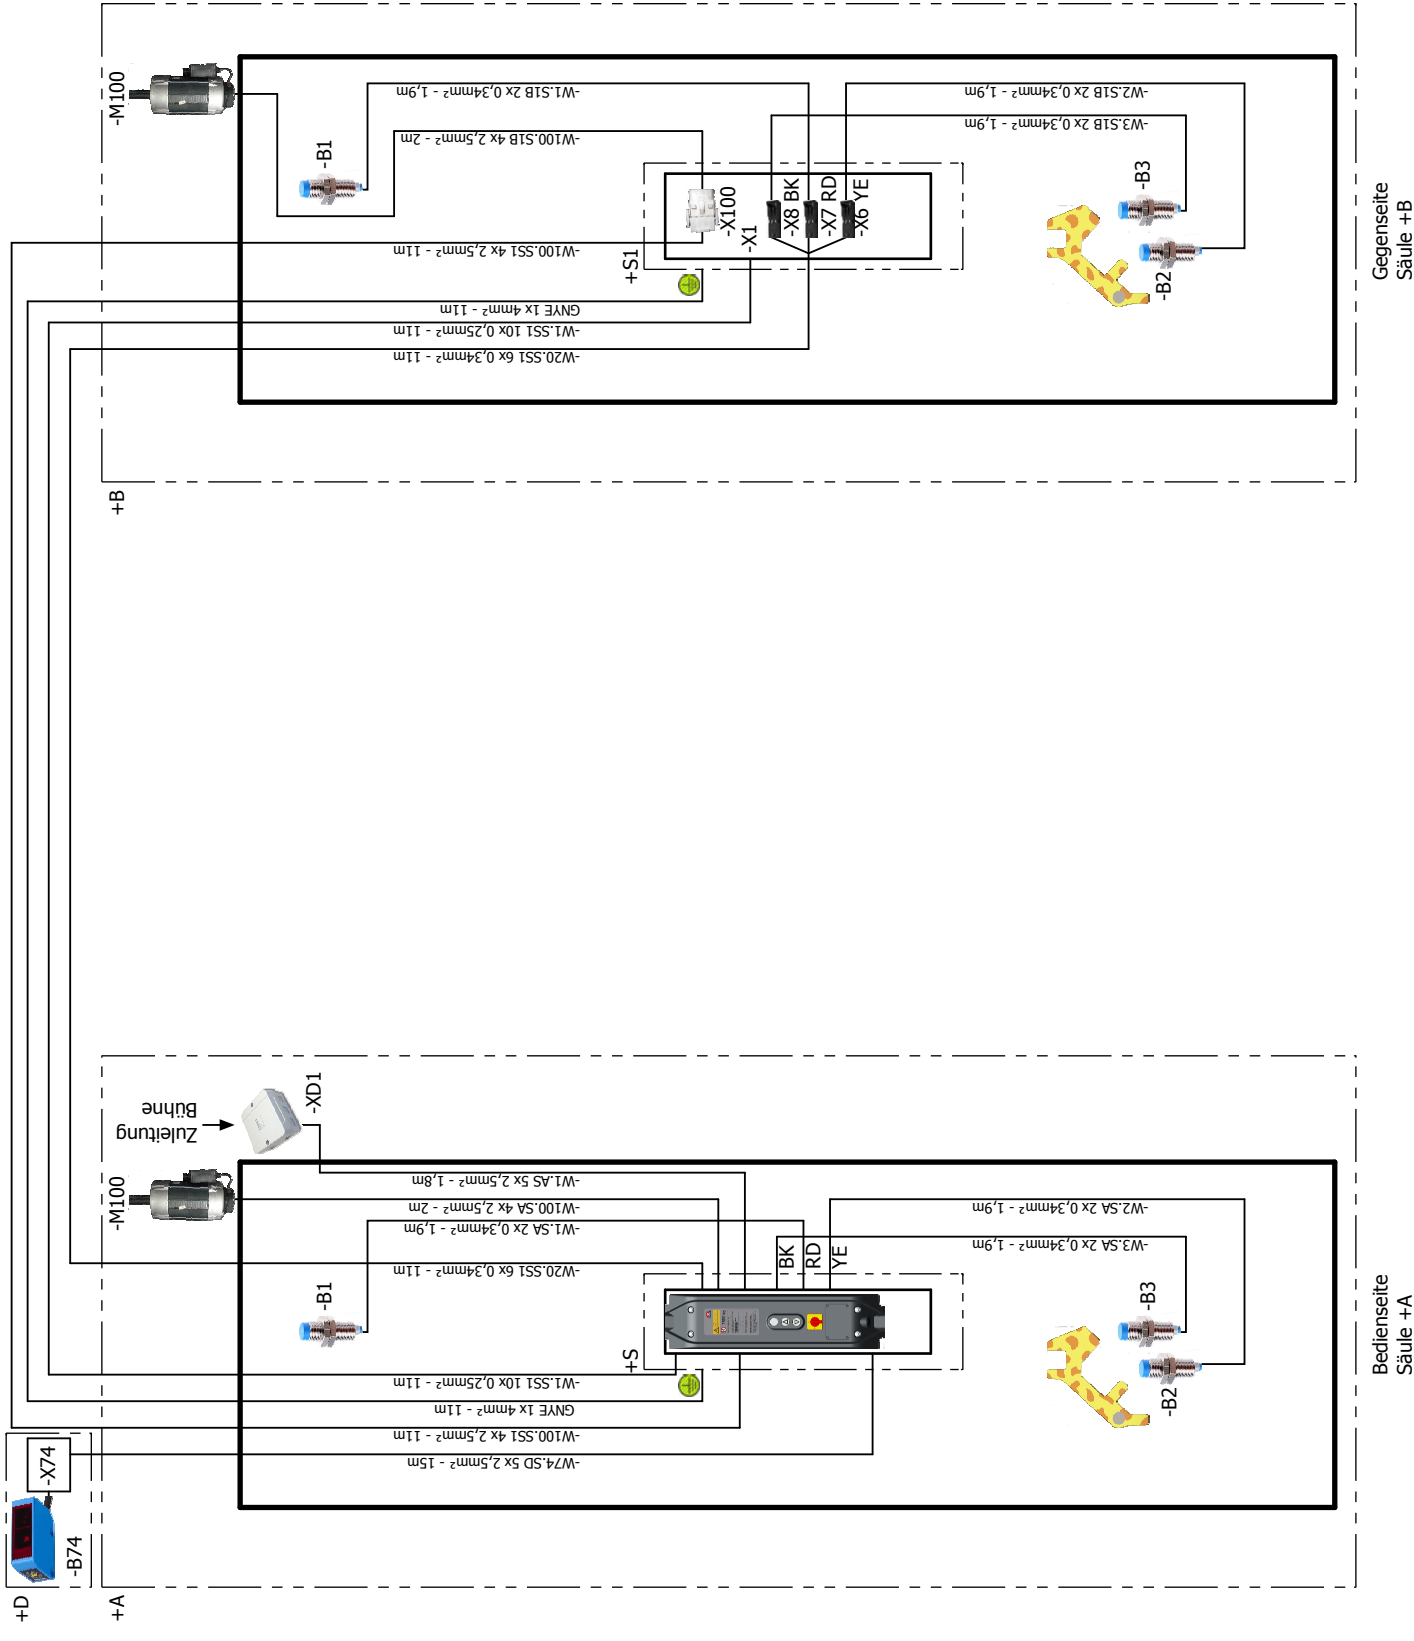 -M100
-B1
-W1.S1B 2x 0,34mm² - 1,9m
-W100.S1B 4x 2,5mm² - 2m
-W100.SS1 4x 2,5mm² - 11m
GNYE 1x 4mm² - 11m
-W1.SS1 10x 0,25mm² - 11m
-W20.SS1 6x 0,34mm² - 11m
-W2.S1B 2x 0,34mm² - 1,9m
-W3.S1B 2x 0,34mm² - 1,9m
+S1
-X100
-X1
-X8 BK
-X7 RD
-X6 YE
-B3
-B2
Gegenseite
Säule +B
+B
Zuleitung
Bühne
-XD1
-M100
-B1
-W1.AS 5x 2,5mm² - 1,8m
-W100.SA 4x 2,5mm² - 2m
-W1.SA 2x 0,34mm² - 1,9m
-W20.SS1 6x 0,34mm² - 11m
-W2.SA 2x 0,34mm² - 1,9m
-W3.SA 2x 0,34mm² - 1,9m
BK
RD
YE
+S
-W1.SS1 10x 0,25mm² - 11m
GNYE 1x 4mm² - 11m
-W100.SS1 4x 2,5mm² - 11m
-W74.SD 5x 2,5mm² - 15m
-B3
-B2
Bedienseite
Säule +A
-X74
-B74
+D
+A